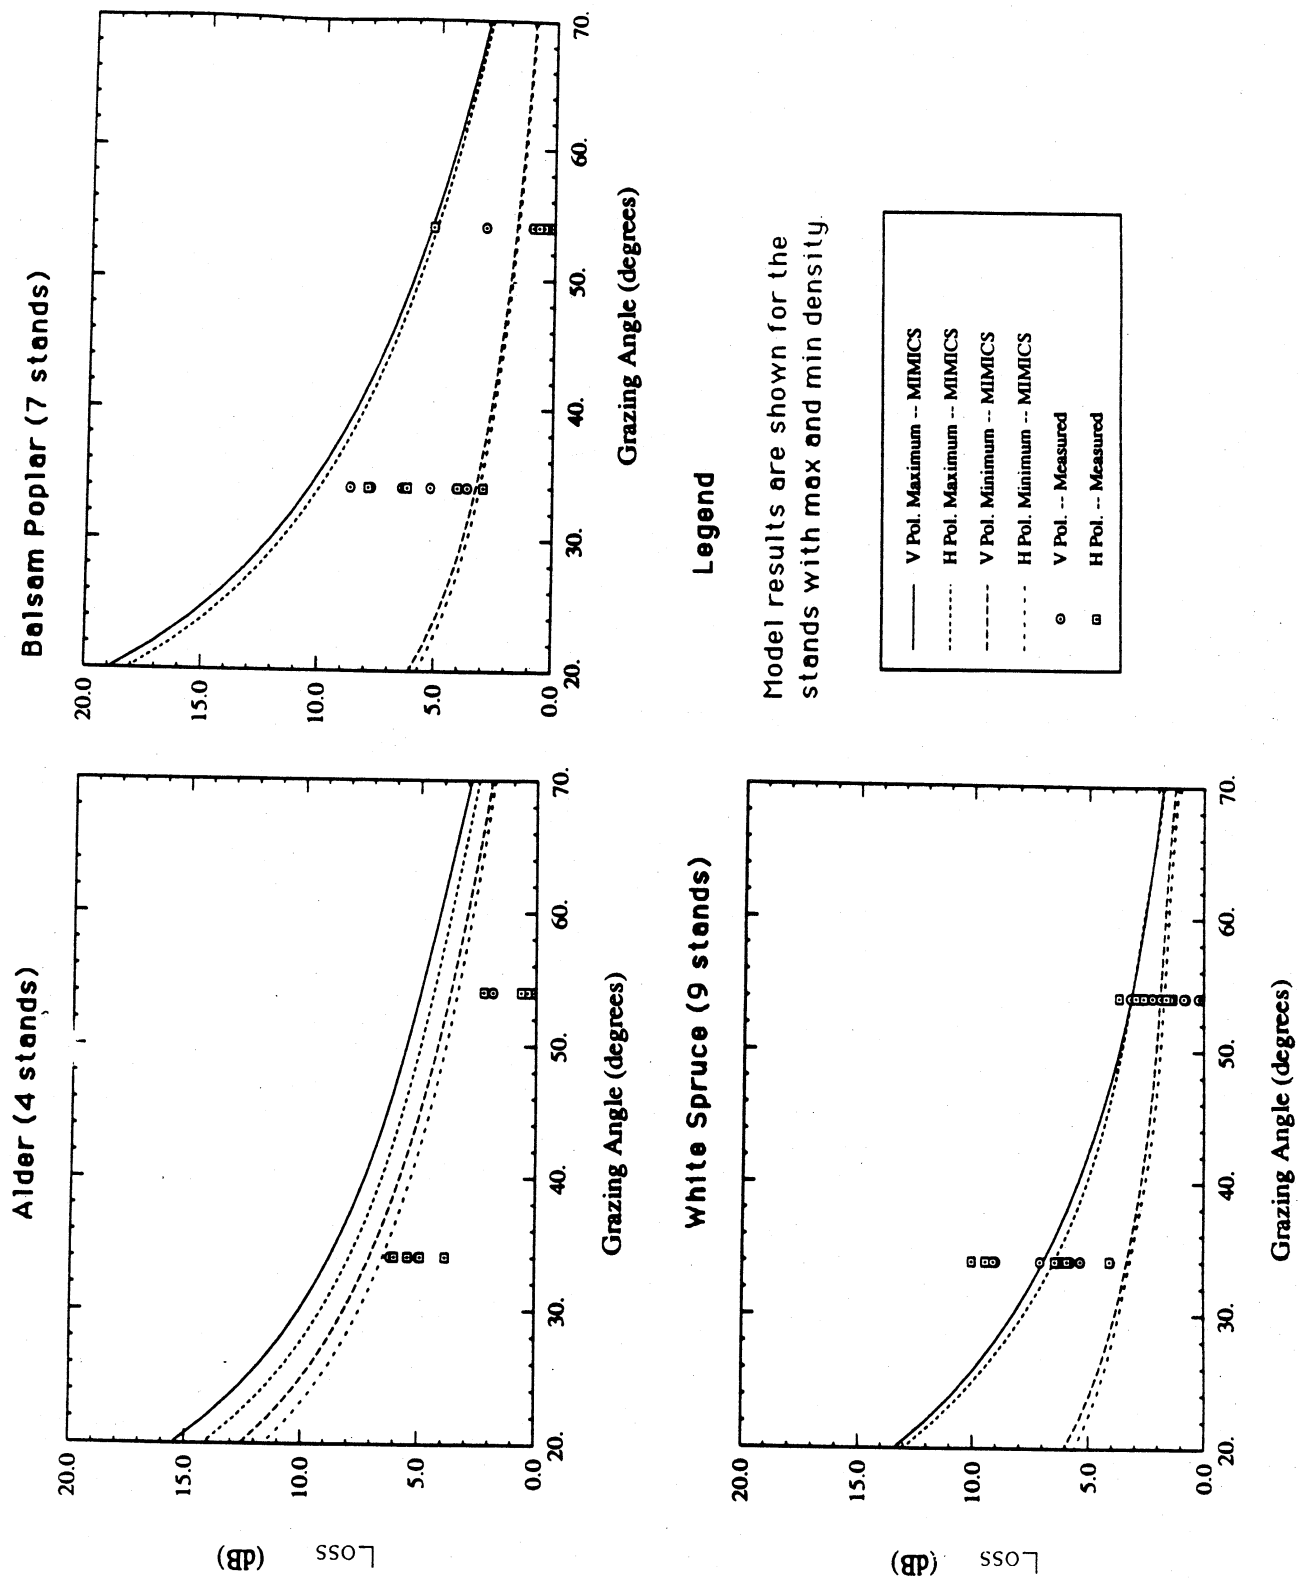 Alder (4 stands)
20.0
15.0
10.0
5.0
0.0
20.
30.
40.
50.
60.
70.
Grazing Angle (degrees)
Loss
(dB)
Balsam Poplar (7 stands)
20.0
15.0
10.0
5.0
0.0
20.
30.
40.
50.
60.
70.
Grazing Angle (degrees)
White Spruce (9 stands)
20.0
15.0
10.0
5.0
0.0
20.
30.
40.
50.
60.
70.
Grazing Angle (degrees)
Loss
(dB)
Legend
Model results are shown for the
stands with max and min density.
V Pol. Maximum -- MIMICS
H Pol. Maximum -- MIMICS
V Pol. Minimum -- MIMICS
H Pol. Minimum -- MIMICS
V Pol. -- Measured
H Pol. -- Measured